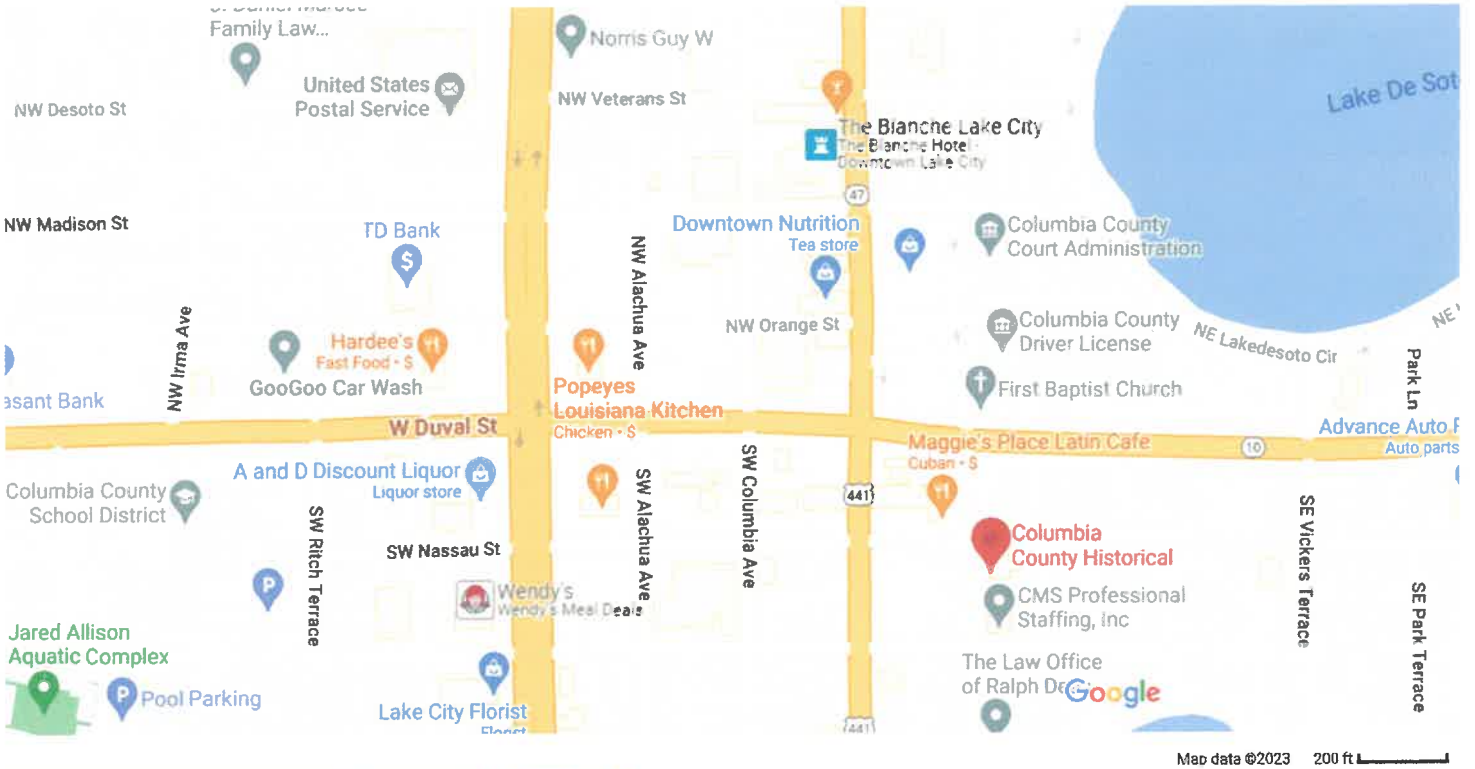 Family Law...
Norris Guy W
United States
Postal Service
NW Desoto St
NW Veterans St
Lake De Sot
The Blanche Lake City
The Blanche Hotel -
Downtown Lake City
47
NW Madison St
TD Bank
Downtown Nutrition
Tea store
Columbia County
Court Administration
NW Alachua Ave
NW Irma Ave
NW Orange St
Columbia County
Driver License
NE Lakedesoto Cir
NE
Hardee's
Fast Food - $
GooGoo Car Wash
Popeyes
Louisiana Kitchen
Chicken - $
First Baptist Church
Park Ln
asant Bank
W Duval St
Advance Auto P
Auto parts
Maggie's Place Latin Cafe
Cuban - $
10
A and D Discount Liquor
Liquor store
Columbia County
School District
SW Ritch Terrace
SW Nassau St
SW Alachua Ave
SW Columbia Ave
441
Columbia
County Historical
SE Vickers Terrace
SE Park Terrace
P
Wendy's
Wendy's Meal Deals
CMS Professional
Staffing, Inc
Jared Allison
Aquatic Complex
P
Pool Parking
Lake City Florist
Florist
The Law Office
of Ralph De
Google
441
Map data ©2023 200 ft